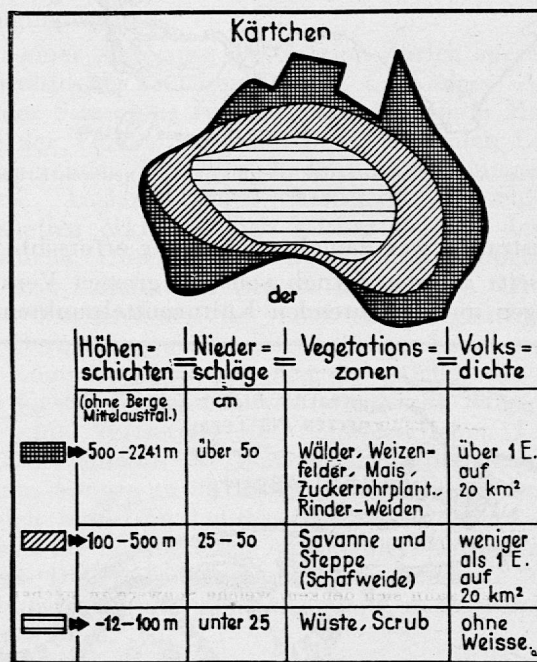 Kärtchen
der
Höhen= = Nieder= = Vegetations= = Volks=
schichten schläge zonen dichte
(ohne Berge cm
Mittelaustral.)
500–2241 m über 50 Wälder, Weizen- über 1 E.
felder, Mais, auf
Zuckerrohrplant., 20 km²
Rinder-Weiden
100–500 m 25–50 Savanne und weniger
Steppe als 1 E.
(Schafweide) auf
20 km²
-12–100 m unter 25 Wüste, Scrub ohne
Weisse.